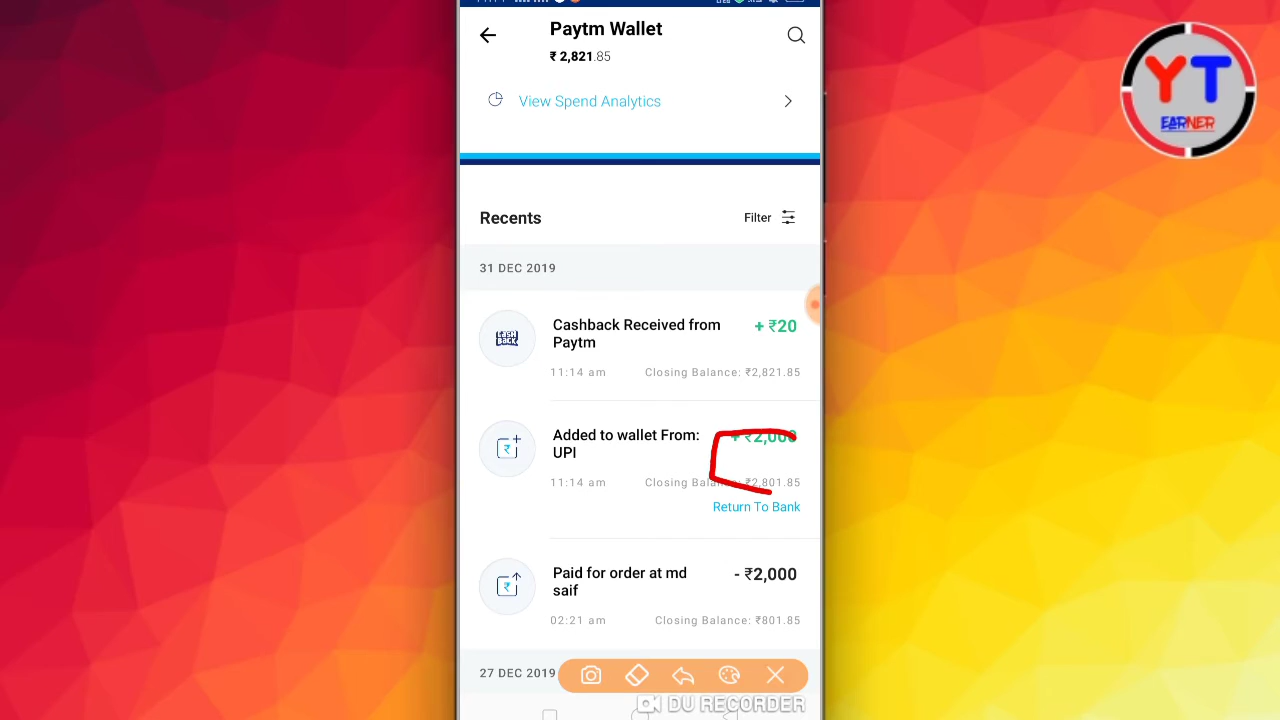 Paytm Wallet
₹ 2,821.85
View Spend Analytics
YT
EARNER
Recents
Filter
31 DEC 2019
CASH BACK
Cashback Received from
Paytm
+ ₹20
11:14 am Closing Balance: ₹2,821.85
Added to wallet From:
UPI
+ ₹2,000
11:14 am Closing Balance: ₹2,801.85
Return To Bank
Paid for order at md
saif
- ₹2,000
02:21 am Closing Balance: ₹801.85
27 DEC 2019
DU RECORDER